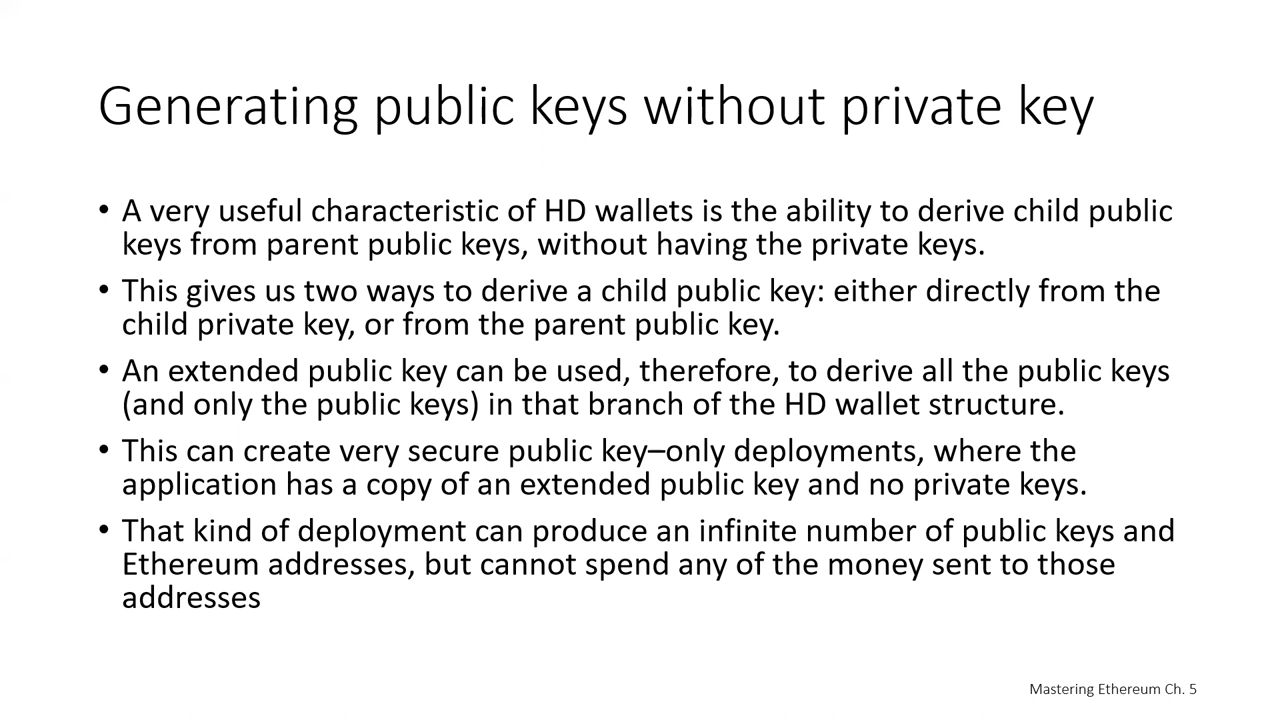 Generating public keys without private key
• A very useful characteristic of HD wallets is the ability to derive child public
keys from parent public keys, without having the private keys.
• This gives us two ways to derive a child public key: either directly from the
child private key, or from the parent public key.
• An extended public key can be used, therefore, to derive all the public keys
(and only the public keys) in that branch of the HD wallet structure.
• This can create very secure public key–only deployments, where the
application has a copy of an extended public key and no private keys.
• That kind of deployment can produce an infinite number of public keys and
Ethereum addresses, but cannot spend any of the money sent to those
addresses
Mastering Ethereum Ch. 5